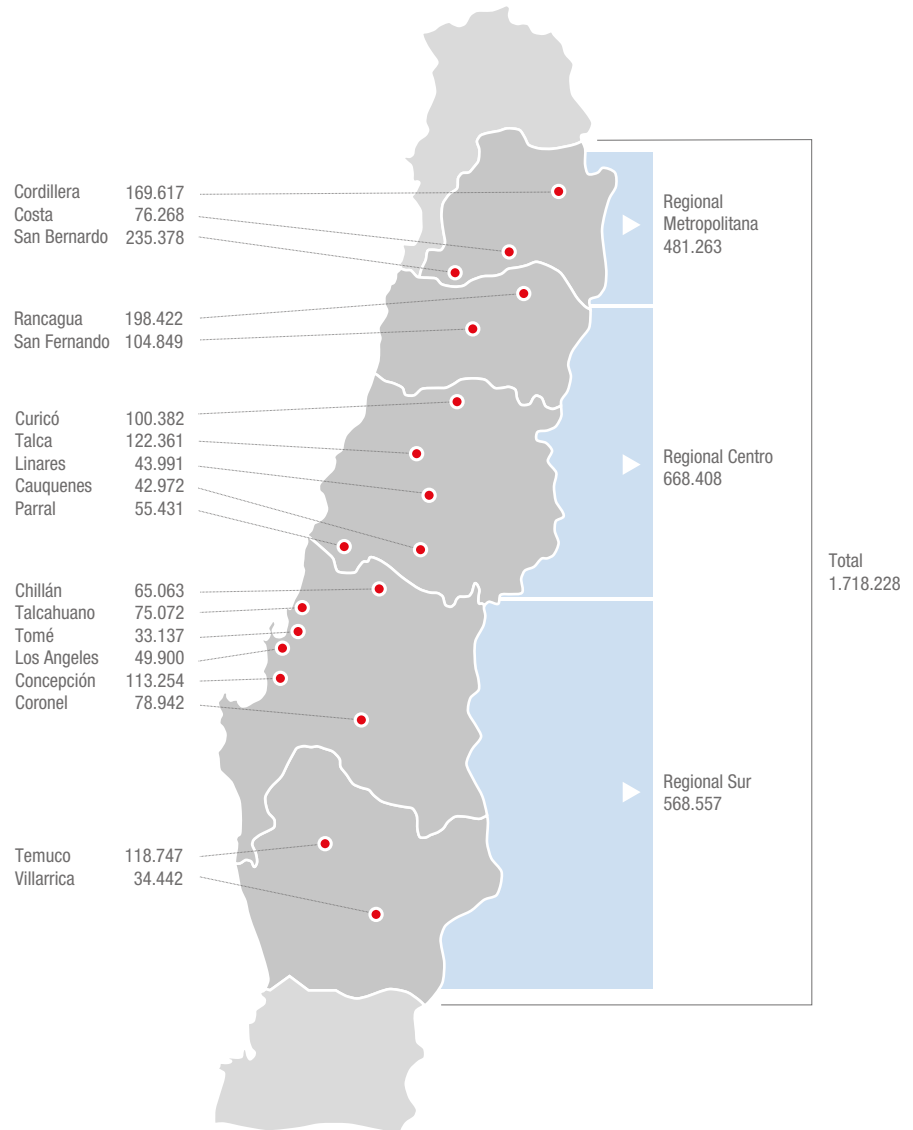 Cordillera 169.617
Costa 76.268
San Bernardo 235.378
Rancagua 198.422
San Fernando 104.849
Curicó 100.382
Talca 122.361
Linares 43.991
Cauquenes 42.972
Parral 55.431
Chillán 65.063
Talcahuano 75.072
Tomé 33.137
Los Angeles 49.900
Concepción 113.254
Coronel 78.942
Temuco 118.747
Villarrica 34.442
Regional
Metropolitana
481.263
Regional Centro
668.408
Regional Sur
568.557
Total
1.718.228